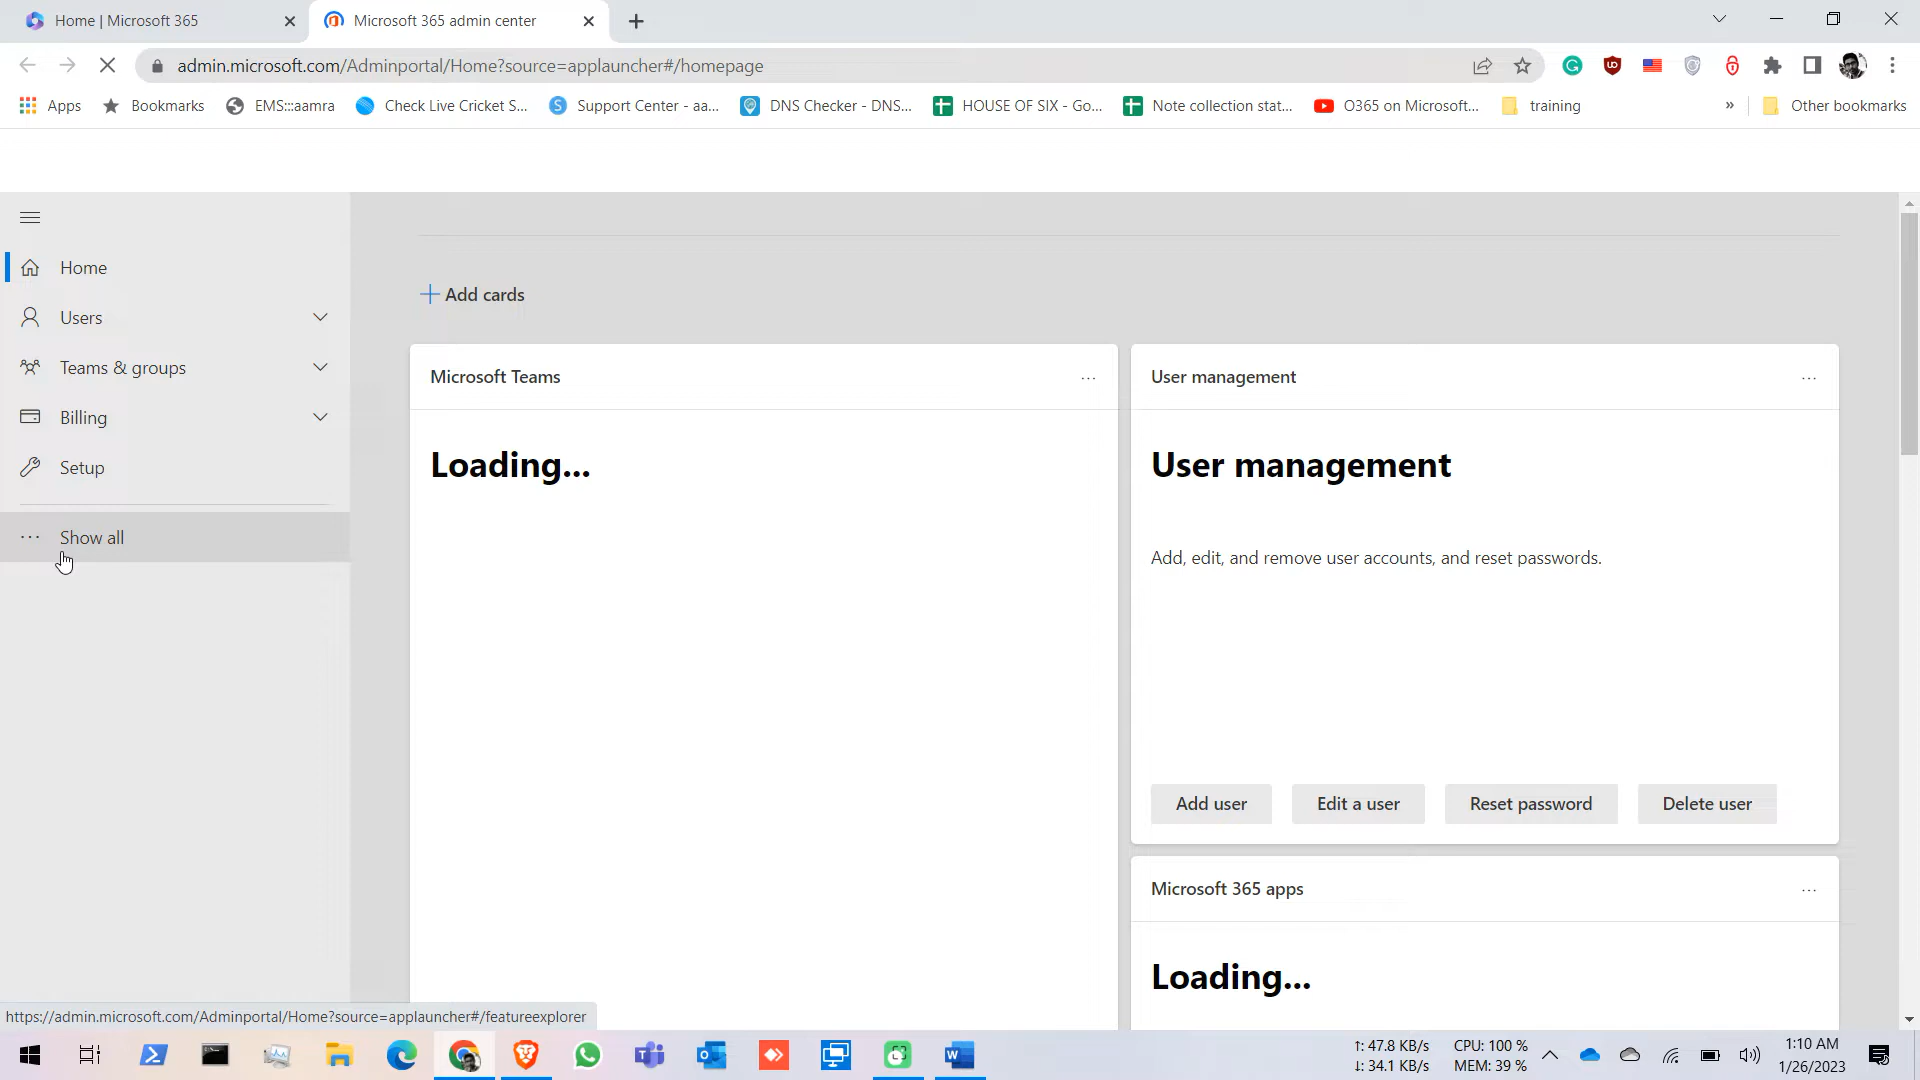 Home | Microsoft 365
Microsoft 365 admin center
admin.microsoft.com/Adminportal/Home?source=applauncher#/homepage
Apps
Bookmarks
EMS:::aamra
Check Live Cricket S...
Support Center - aa...
DNS Checker - DNS...
HOUSE OF SIX - Go...
Note collection stat...
O365 on Microsoft...
training
»
Other bookmarks
Home
Users
Teams & groups
Billing
Setup
Show all
Add cards
Microsoft Teams
Loading...
User management
User management
Add, edit, and remove user accounts, and reset passwords.
Add user
Edit a user
Reset password
Delete user
Microsoft 365 apps
Loading...
https://admin.microsoft.com/Adminportal/Home?source=applauncher#/featureexplorer
↑: 47.8 KB/s
↓: 34.1 KB/s
CPU: 100 %
MEM: 39 %
1:10 AM
1/26/2023